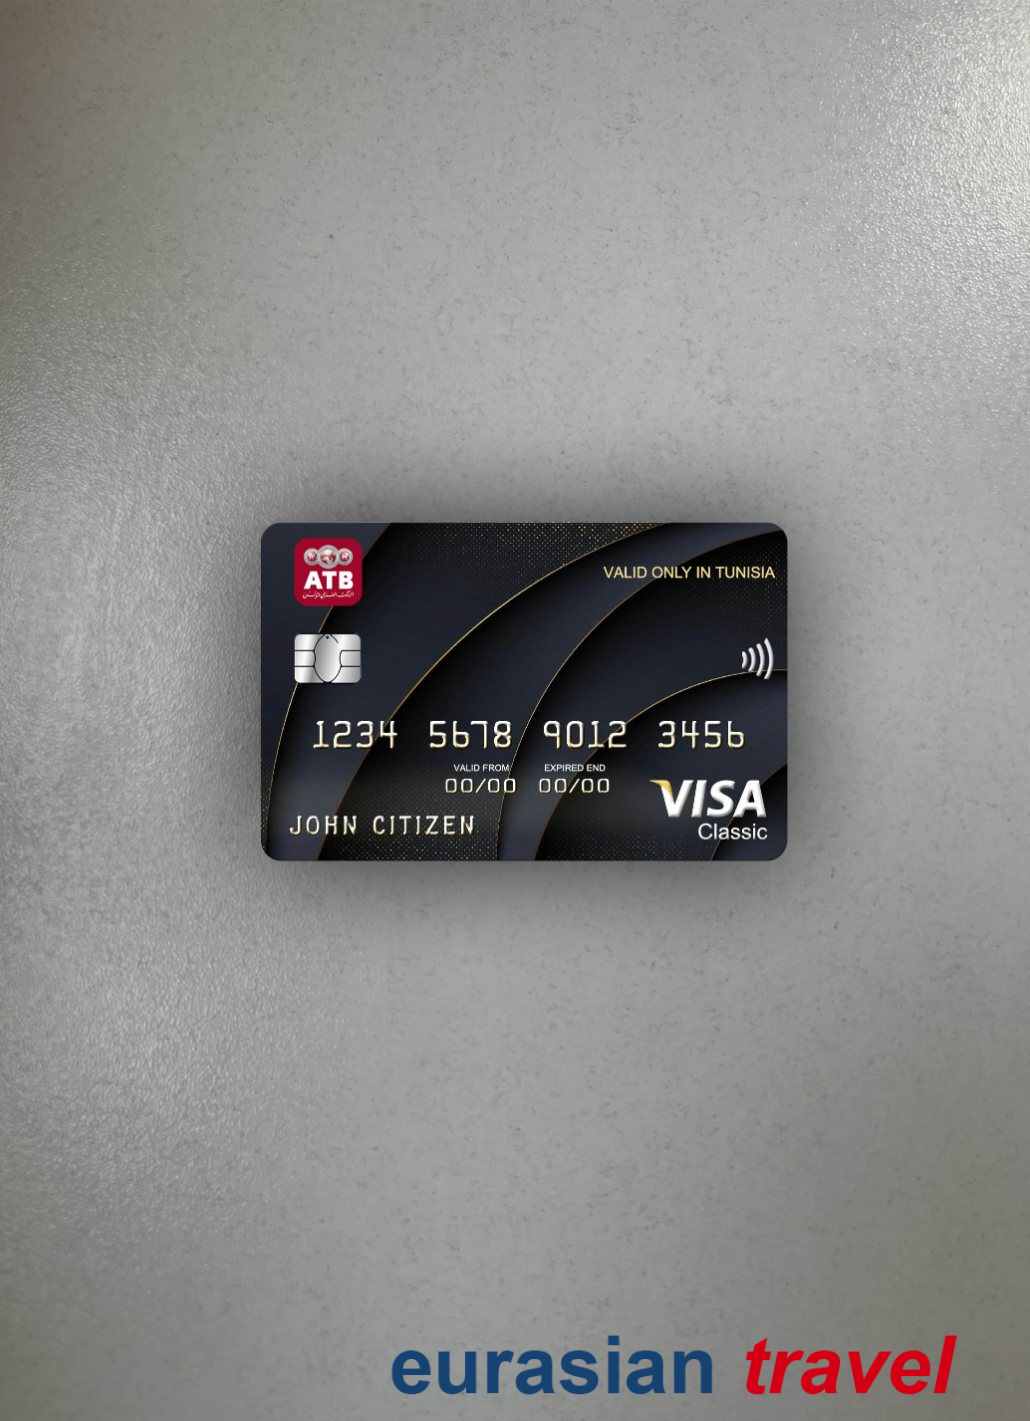 ATB
VALID ONLY IN TUNISIA
1234 5678 9012 3456
VALID FROM EXPIRED END
00/00 00/00
JOHN CITIZEN
VISA
Classic
eurasian travel